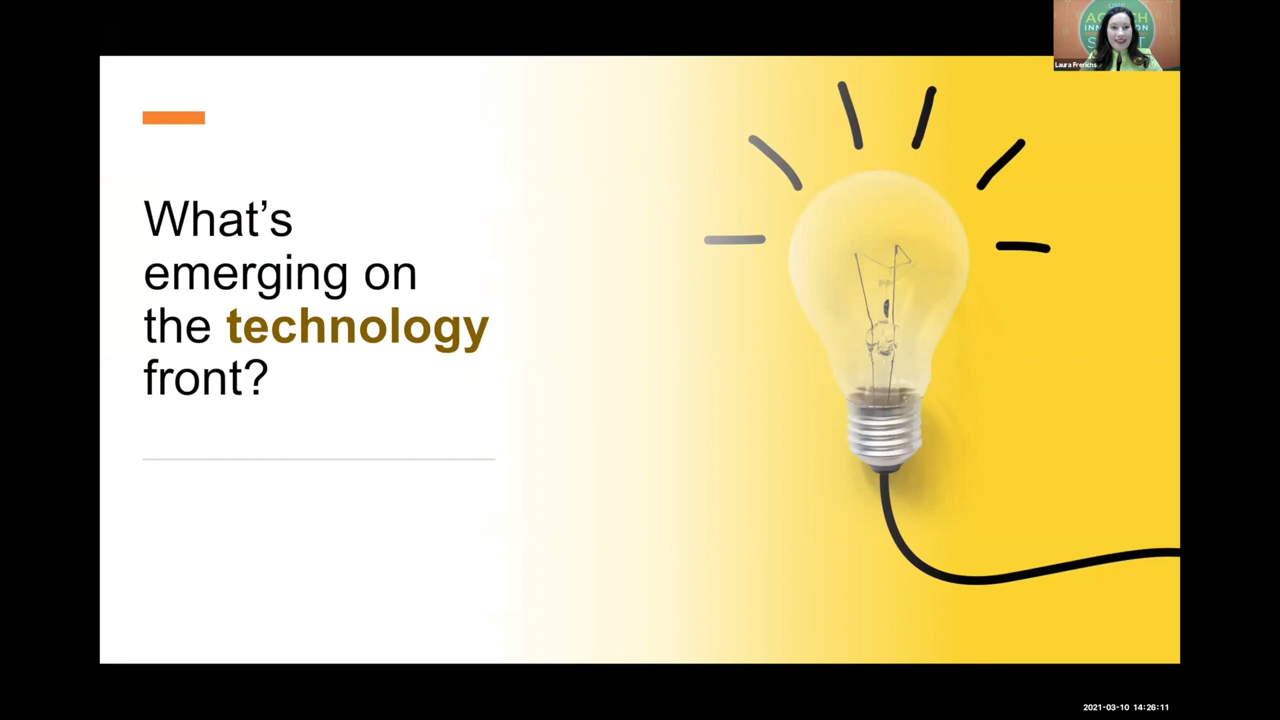 What's
emerging on
the technology
front?
Laura Frerichs
2021-03-10 14:26:11